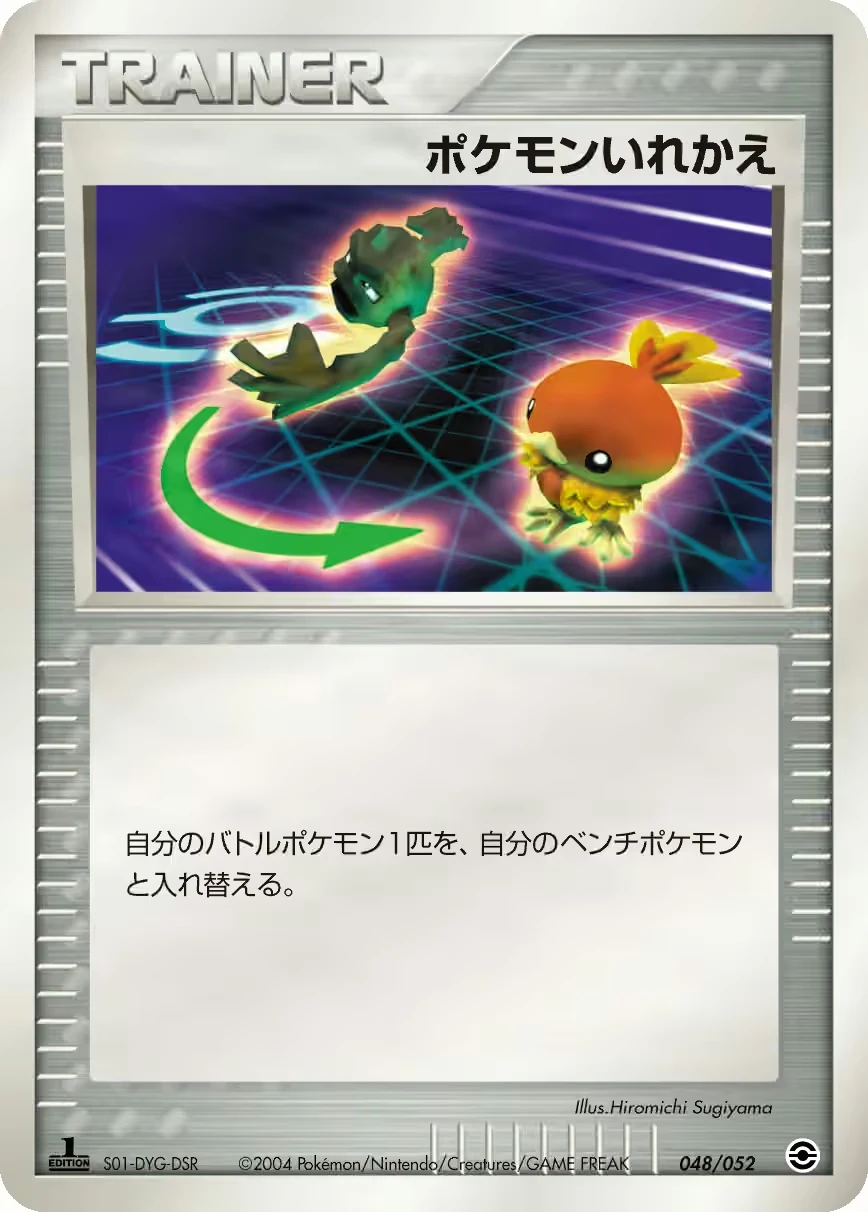 TRAINER
ポケモンいれかえ
自分のバトルポケモン1匹を、自分のベンチポケモン
と入れ替える。
Illus.Hiromichi Sugiyama
1
EDITION
S01-DYG-DSR
©2004 Pokémon/Nintendo/Creatures/GAME FREAK
048/052